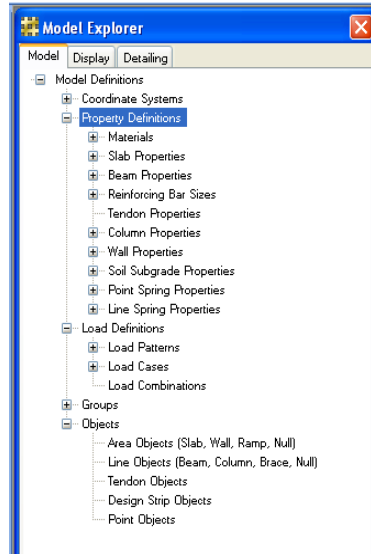 Model Explorer
Model Display Detailing
Model Definitions
Coordinate Systems
Property Definitions
Materials
Slab Properties
Beam Properties
Reinforcing Bar Sizes
Tendon Properties
Column Properties
Wall Properties
Soil Subgrade Properties
Point Spring Properties
Line Spring Properties
Load Definitions
Load Patterns
Load Cases
Load Combinations
Groups
Objects
Area Objects (Slab, Wall, Ramp, Null)
Line Objects (Beam, Column, Brace, Null)
Tendon Objects
Design Strip Objects
Point Objects